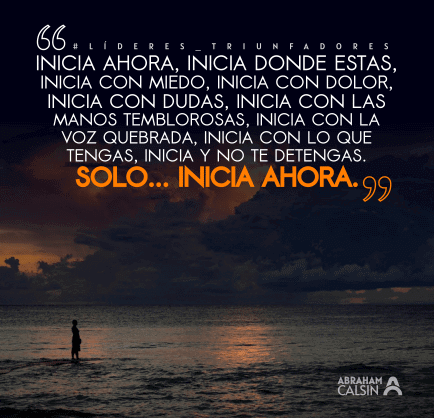 #LÍDERES_TRIUNFADORES
INICIA AHORA, INICIA DONDE ESTAS,
INICIA CON MIEDO, INICIA CON DOLOR,
INICIA CON DUDAS, INICIA CON LAS
MANOS TEMBLOROSAS, INICIA CON LA
VOZ QUEBRADA, INICIA CON LO QUE
TENGAS, INICIA Y NO TE DETENGAS.
SOLO... INICIA AHORA.
ABRAHAM
CALSIN